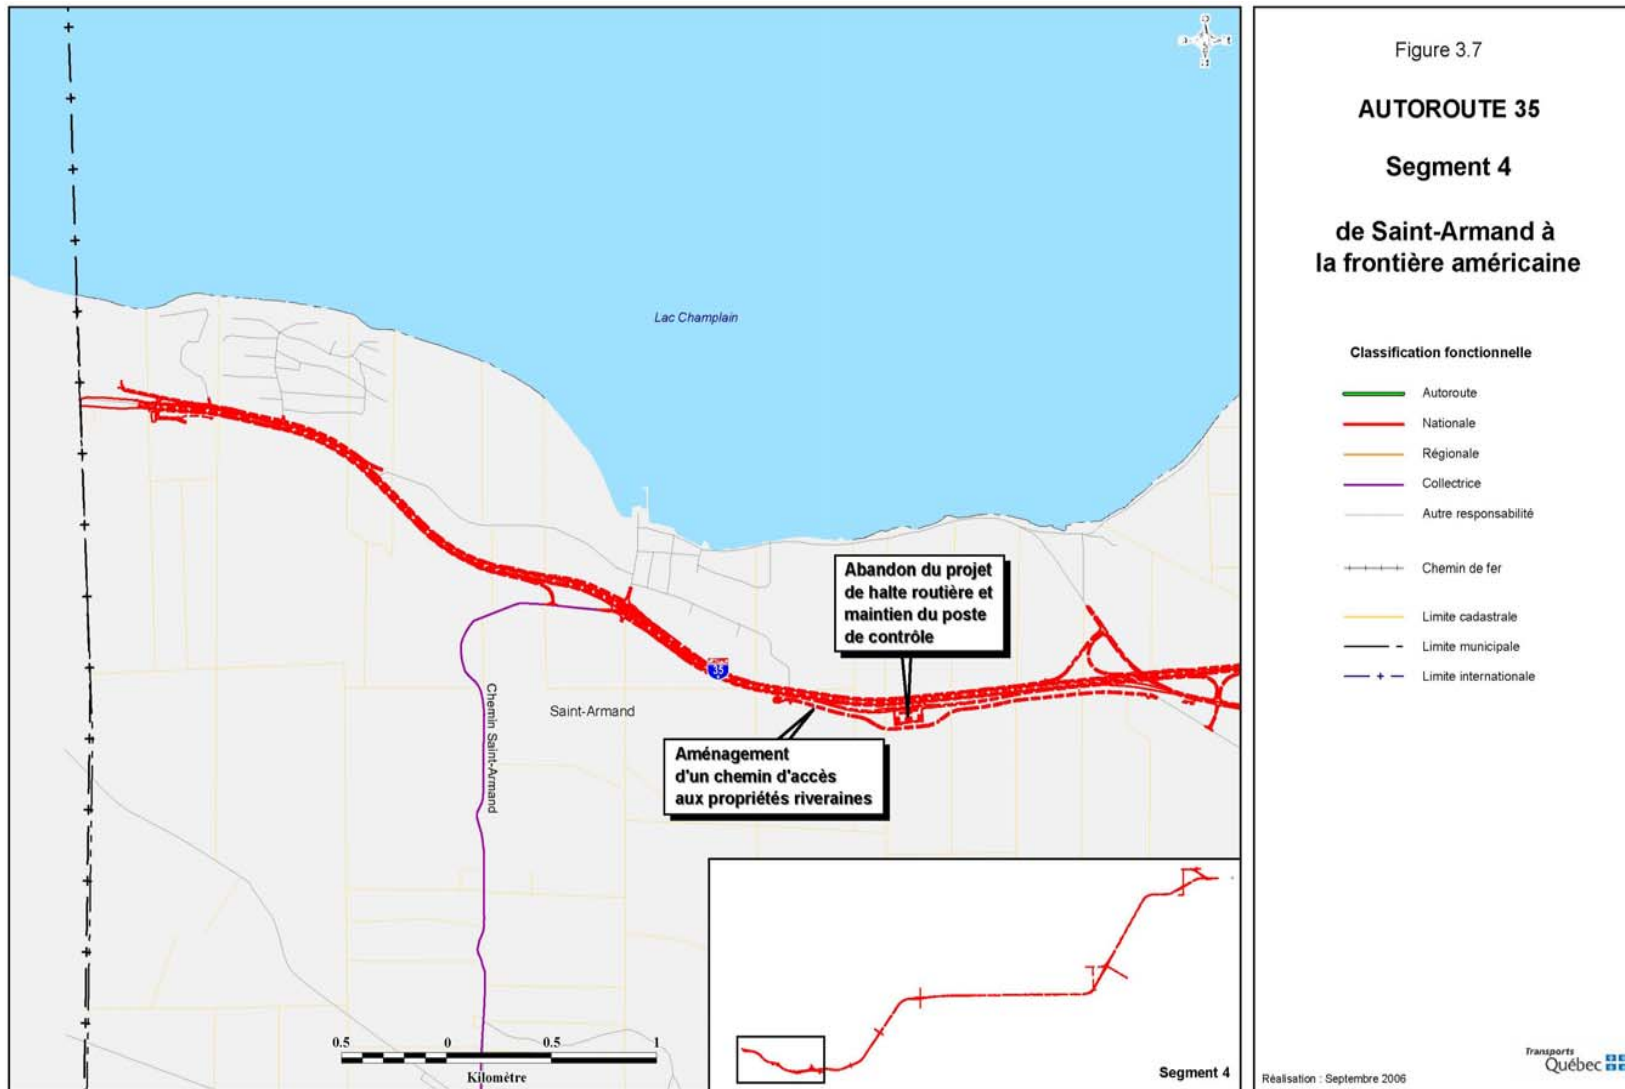 Lac Champlain
Abandon du projet
de halte routière et
maintien du poste
de contrôle
35
Saint-Armand
Chemin Saint-Armand
Aménagement
d'un chemin d'accès
aux propriétés riveraines
0.5 0 0.5 1
Kilomètre
Segment 4
Figure 3.7
AUTOROUTE 35
Segment 4
de Saint-Armand à
la frontière américaine
Classification fonctionnelle
Autoroute
Nationale
Régionale
Collectrice
Autre responsabilité
Chemin de fer
Limite cadastrale
Limite municipale
Limite internationale
Transports
Québec
Réalisation : Septembre 2006